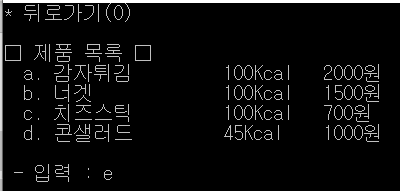 * 뒤로가기(0)
□ 제품 목록 □
a. 감자튀김 100Kcal 2000원
b. 너겟 100Kcal 1500원
c. 치즈스틱 100Kcal 700원
d. 콘샐러드 45Kcal 1000원
- 입력 : e